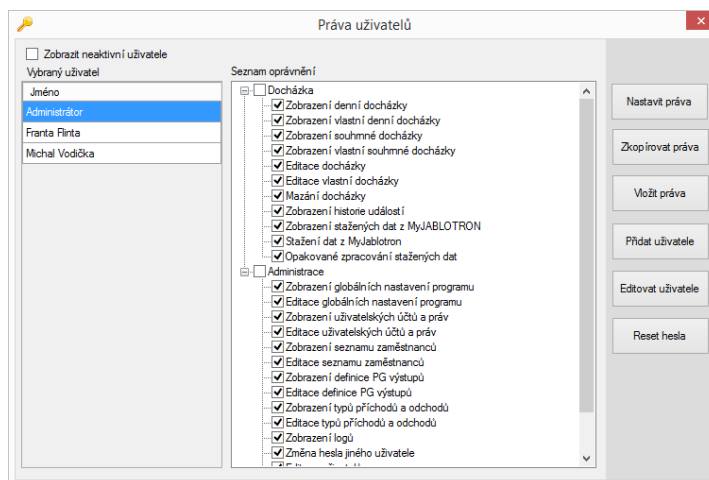 Práva uživatelů
Zobrazit neaktivní uživatele
Vybraný uživatel
Jméno
Administrátor
Franta Flinta
Michal Vodička
Seznam oprávnění
Docházka
Zobrazení denní docházky
Zobrazení vlastní denní docházky
Zobrazení souhrnné docházky
Zobrazení vlastní souhrnné docházky
Editace docházky
Editace vlastní docházky
Mazání docházky
Zobrazení historie událostí
Zobrazení stažených dat z MyJABLOTRON
Stažení dat z MyJablotron
Opakované zpracování stažených dat
Administrace
Zobrazení globálních nastavení programu
Editace globálních nastavení programu
Zobrazení uživatelských účtů a práv
Editace uživatelských účtů a práv
Zobrazení seznamu zaměstnanců
Editace seznamu zaměstnanců
Zobrazení definice PG výstupů
Editace definice PG výstupů
Zobrazení typů příchodů a odchodů
Editace typů příchodů a odchodů
Zobrazení logů
Změna hesla jiného uživatele
Nastavit práva
Zkopírovat práva
Vložit práva
Přidat uživatele
Editovat uživatele
Reset hesla